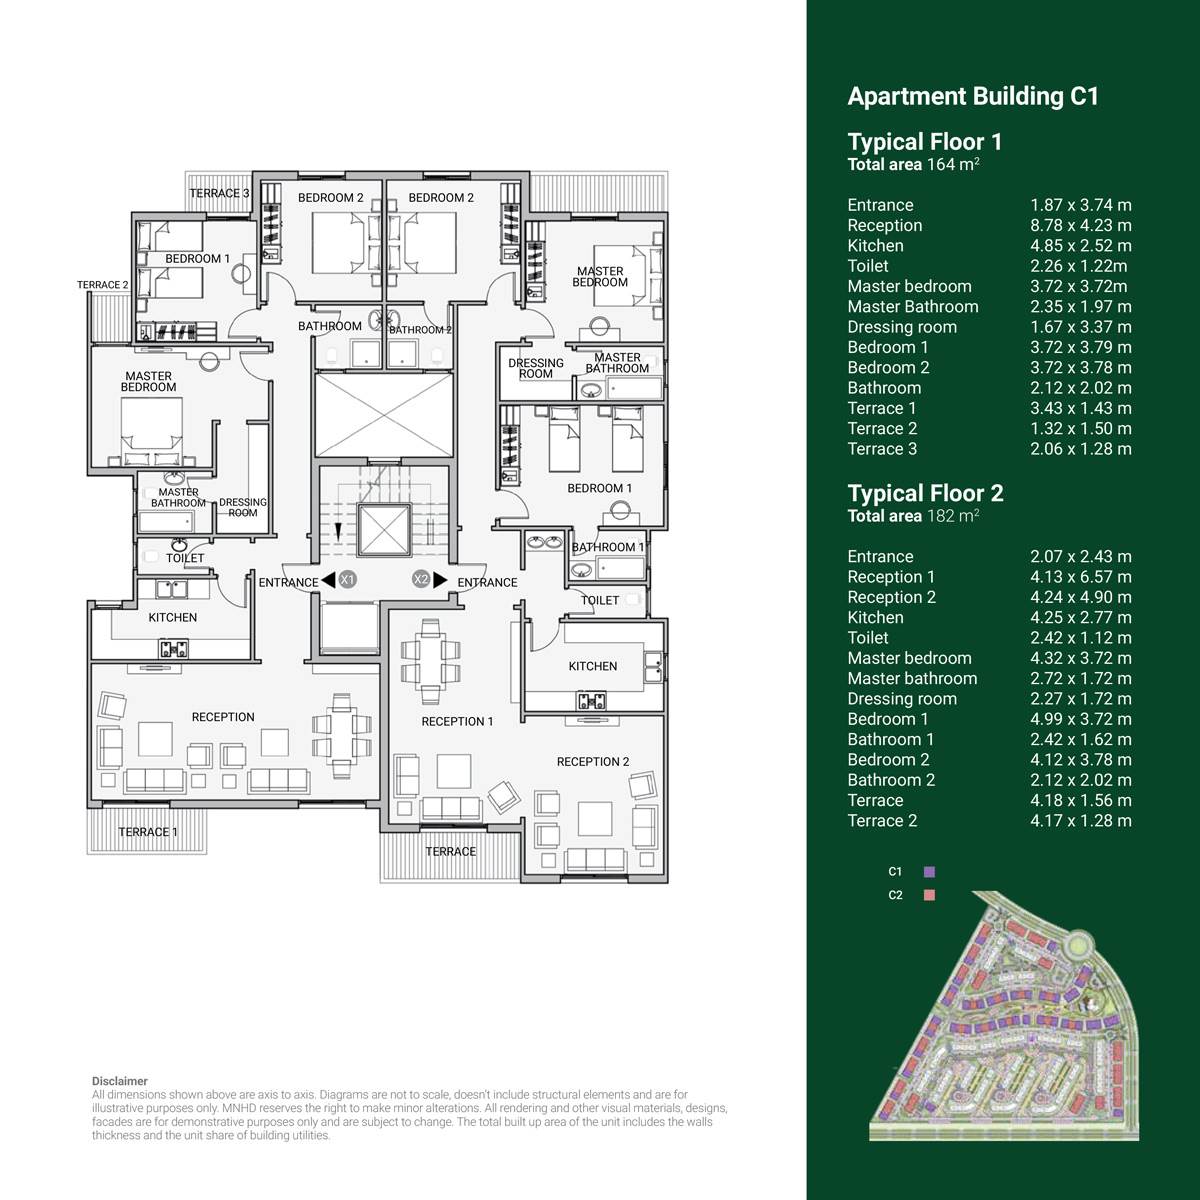 Apartment Building C1
Typical Floor 1
Total area 164 m²
Entrance 1.87 x 3.74 m
Reception 8.78 x 4.23 m
Kitchen 4.85 x 2.52 m
Toilet 2.26 x 1.22m
Master bedroom 3.72 x 3.72m
Master Bathroom 2.35 x 1.97 m
Dressing room 1.67 x 3.37 m
Bedroom 1 3.72 x 3.79 m
Bedroom 2 3.72 x 3.78 m
Bathroom 2.12 x 2.02 m
Terrace 1 3.43 x 1.43 m
Terrace 2 1.32 x 1.50 m
Terrace 3 2.06 x 1.28 m
Typical Floor 2
Total area 182 m²
Entrance 2.07 x 2.43 m
Reception 1 4.13 x 6.57 m
Reception 2 4.24 x 4.90 m
Kitchen 4.25 x 2.77 m
Toilet 2.42 x 1.12 m
Master bedroom 4.32 x 3.72 m
Master bathroom 2.72 x 1.72 m
Dressing room 2.27 x 1.72 m
Bedroom 1 4.99 x 3.72 m
Bathroom 1 2.42 x 1.62 m
Bedroom 2 4.12 x 3.78 m
Bathroom 2 2.12 x 2.02 m
Terrace 4.18 x 1.56 m
Terrace 2 4.17 x 1.28 m
C1
C2
TERRACE 3
BEDROOM 2
BEDROOM 2
BEDROOM 1
MASTER
BEDROOM
TERRACE 2
BATHROOM
BATHROOM 2
DRESSING
ROOM
MASTER
BATHROOM
MASTER
BEDROOM
BEDROOM 1
MASTER
BATHROOM
DRESSING
ROOM
TOILET
BATHROOM 1
ENTRANCE
X1
X2
ENTRANCE
TOILET
KITCHEN
KITCHEN
RECEPTION
RECEPTION 1
RECEPTION 2
TERRACE 1
TERRACE
Disclaimer
All dimensions shown above are axis to axis. Diagrams are not to scale, doesn't include structural elements and are for
illustrative purposes only. MNHD reserves the right to make minor alterations. All rendering and other visual materials, designs,
facades are for demonstrative purposes only and are subject to change. The total built up area of the unit includes the walls
thickness and the unit share of building utilities.